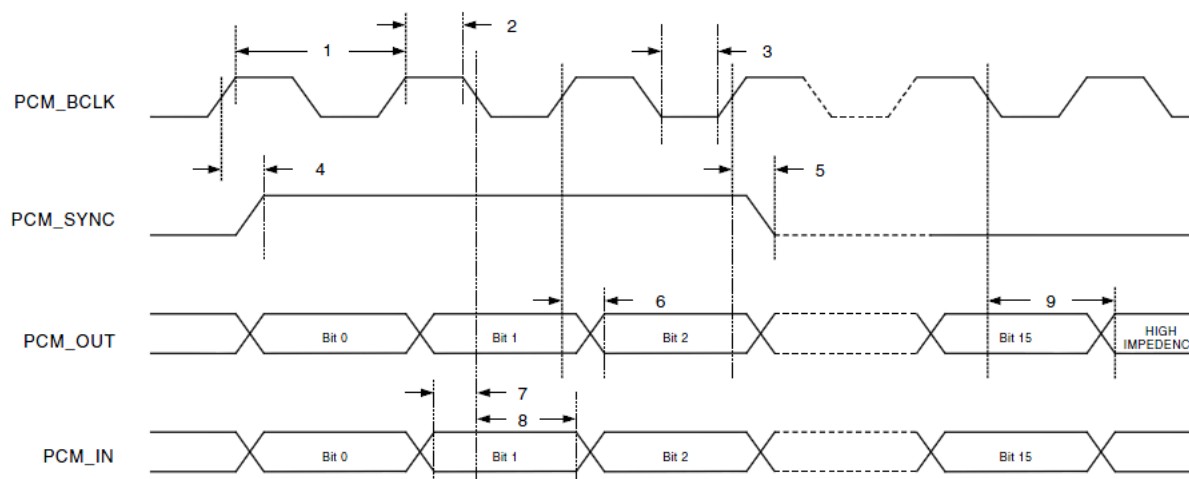 1
2
3
PCM_BCLK
4
5
PCM_SYNC
6
9
PCM_OUT
Bit 0
Bit 1
Bit 2
Bit 15
HIGH
IMPEDENC
7
8
PCM_IN
Bit 0
Bit 1
Bit 2
Bit 15